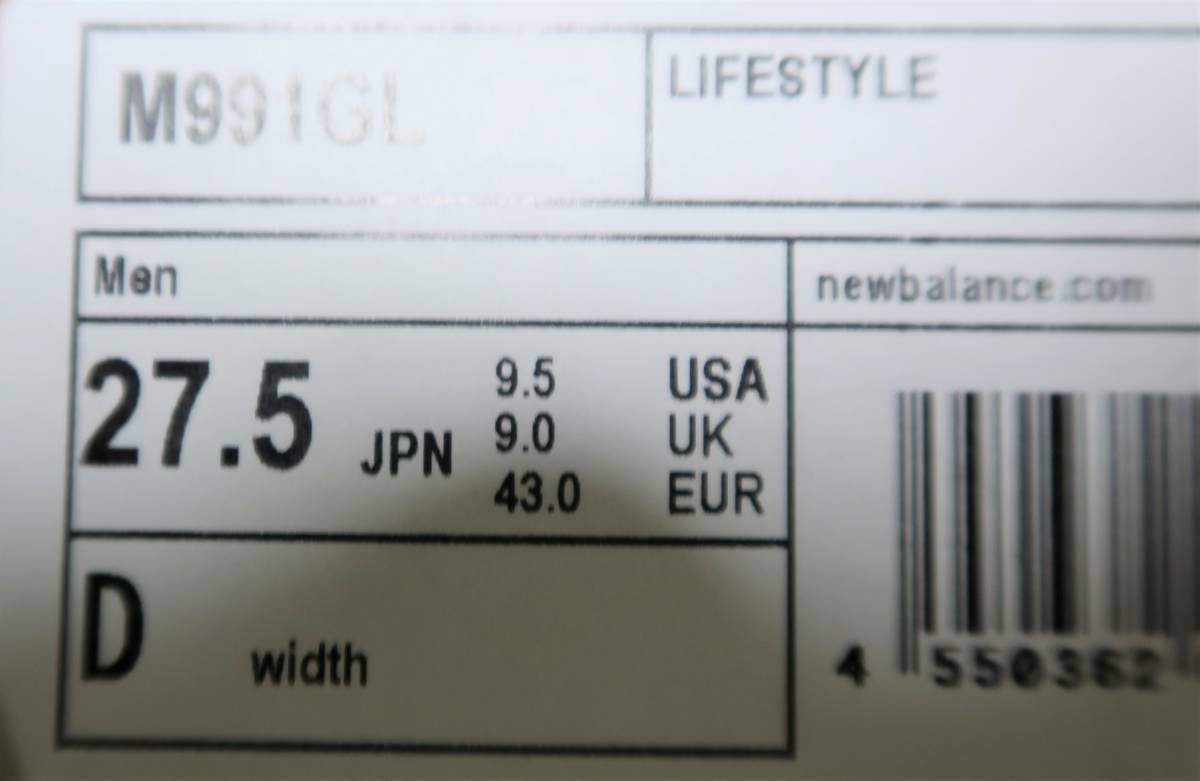 M991GL
LIFESTYLE
Men
newbalance.com
27.5 JPN
9.5 USA
9.0 UK
43.0 EUR
D width
4 550362